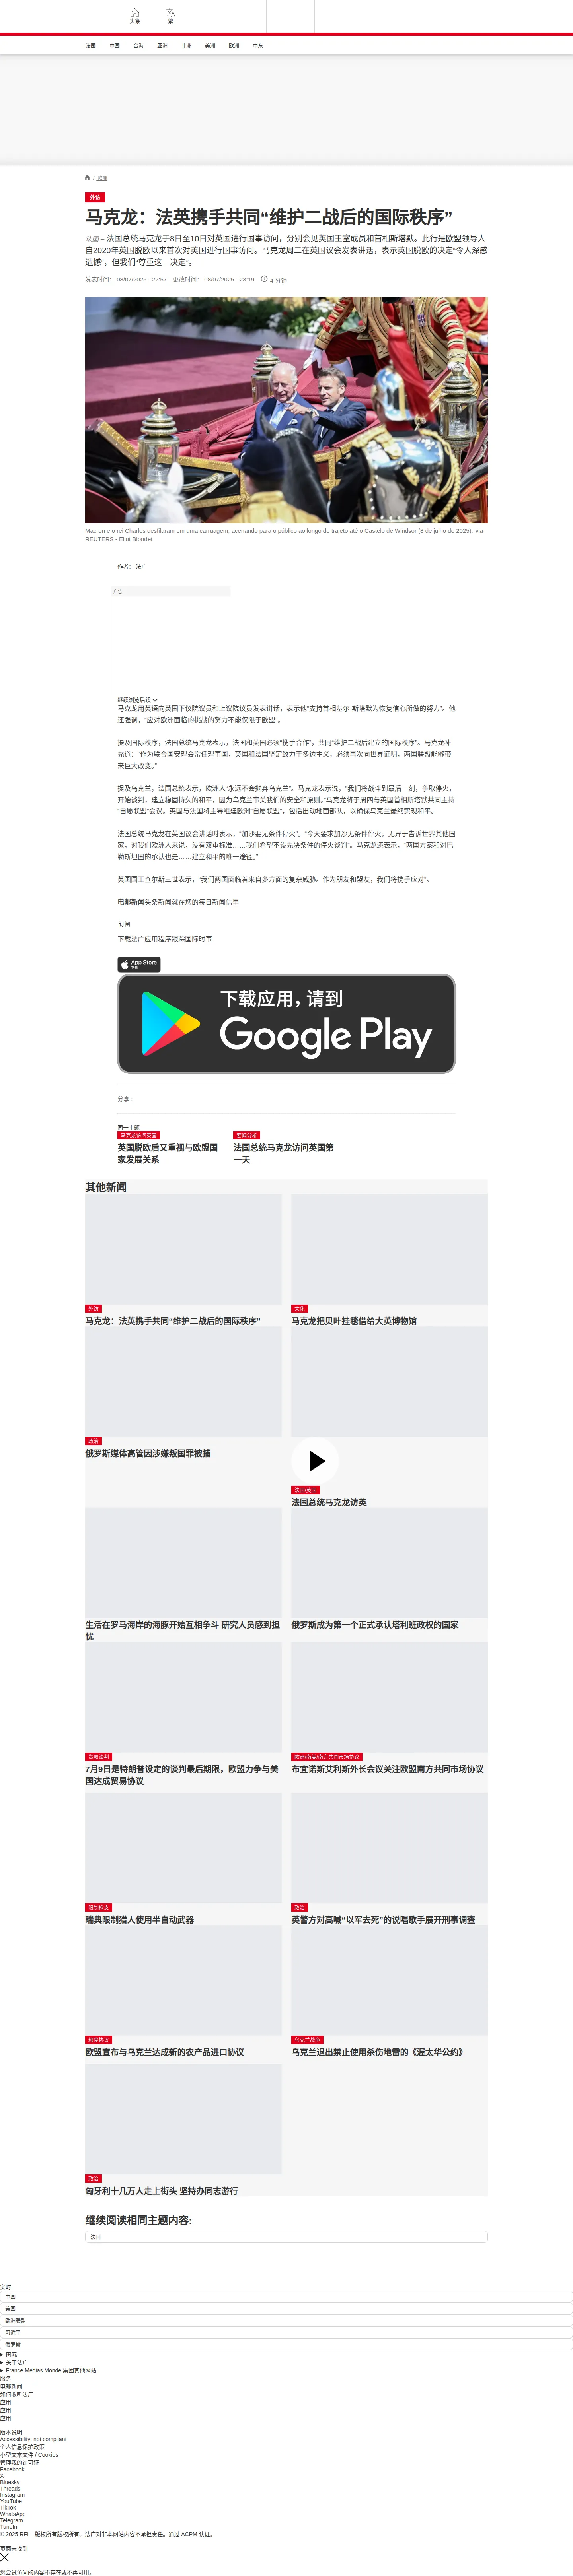 头条
繁
法国 中国 台海 亚洲 非洲 美洲 欧洲 中东
/ 欧洲
外访
马克龙：法英携手共同“维护二战后的国际秩序”
法国 – 法国总统马克龙于8日至10日对英国进行国事访问，分别会见英国王室成员和首相斯塔默。此行是欧盟领导人
自2020年英国脱欧以来首次对英国进行国事访问。马克龙周二在英国议会发表讲话，表示英国脱欧的决定“令人深感
遗憾”，但我们“尊重这一决定”。
发表时间： 08/07/2025 - 22:57 更改时间： 08/07/2025 - 23:19 4 分钟
Macron e o rei Charles desfilaram em uma carruagem, acenando para o público ao longo do trajeto até o Castelo de Windsor (8 de julho de 2025). via
REUTERS - Eliot Blondet
作者： 法广
广告
继续浏览后续
马克龙用英语向英国下议院议员和上议院议员发表讲话，表示他“支持首相基尔·斯塔默为恢复信心所做的努力”。他
还强调，“应对欧洲面临的挑战的努力不能仅限于欧盟”。
提及国际秩序，法国总统马克龙表示，法国和英国必须“携手合作”，共同“维护二战后建立的国际秩序”。马克龙补
充道：“作为联合国安理会常任理事国，英国和法国坚定致力于多边主义，必须再次向世界证明，两国联盟能够带
来巨大改变。”
提及乌克兰，法国总统表示，欧洲人“永远不会抛弃乌克兰”。马克龙表示说，“我们将战斗到最后一刻，争取停火，
开始谈判，建立稳固持久的和平，因为乌克兰事关我们的安全和原则。”马克龙将于周四与英国首相斯塔默共同主持
“自愿联盟”会议。英国与法国将主导组建欧洲“自愿联盟”，包括出动地面部队，以确保乌克兰最终实现和平。
法国总统马克龙在英国议会讲话时表示，“加沙要无条件停火”。“今天要求加沙无条件停火，无异于告诉世界其他国
家，对我们欧洲人来说，没有双重标准……我们希望不设先决条件的停火谈判”。马克龙还表示，“两国方案和对巴
勒斯坦国的承认也是……建立和平的唯一途径。”
英国国王查尔斯三世表示，“我们两国面临着来自多方面的复杂威胁。作为朋友和盟友，我们将携手应对”。
电邮新闻头条新闻就在您的每日新闻信里
订阅
下载法广应用程序跟踪国际时事
App Store
下载
下载应用，请到
Google Play
分享 :
同一主题
马克龙访问英国
英国脱欧后又重视与欧盟国
家发展关系
要闻分析
法国总统马克龙访问英国第
一天
其他新闻
外访
马克龙：法英携手共同“维护二战后的国际秩序”
文化
马克龙把贝叶挂毯借给大英博物馆
政治
俄罗斯媒体高管因涉嫌叛国罪被捕
法国/英国
法国总统马克龙访英
生活在罗马海岸的海豚开始互相争斗 研究人员感到担
忧
俄罗斯成为第一个正式承认塔利班政权的国家
贸易谈判
7月9日是特朗普设定的谈判最后期限，欧盟力争与美
国达成贸易协议
欧洲/南美/南方共同市场协议
布宜诺斯艾利斯外长会议关注欧盟南方共同市场协议
限制枪支
瑞典限制猎人使用半自动武器
政治
英警方对高喊“以军去死”的说唱歌手展开刑事调查
粮食协议
欧盟宣布与乌克兰达成新的农产品进口协议
乌克兰战争
乌克兰退出禁止使用杀伤地雷的《渥太华公约》
政治
匈牙利十几万人走上街头 坚持办同志游行
继续阅读相同主题内容:
法国
实时
中国
美国
欧洲联盟
习近平
俄罗斯
国际
关于法广
France Médias Monde 集团其他网站
服务
电邮新闻
如何收听法广
应用
应用
应用
版本说明
Accessibility: not compliant
个人信息保护政策
小型文本文件 / Cookies
管理我的许可证
Facebook
X
Bluesky
Threads
Instagram
YouTube
TikTok
WhatsApp
Telegram
TuneIn
© 2025 RFI – 版权所有版权所有。法广对非本网站内容不承担责任。通过 ACPM 认证。
页面未找到
您尝试访问的内容不存在或不再可用。